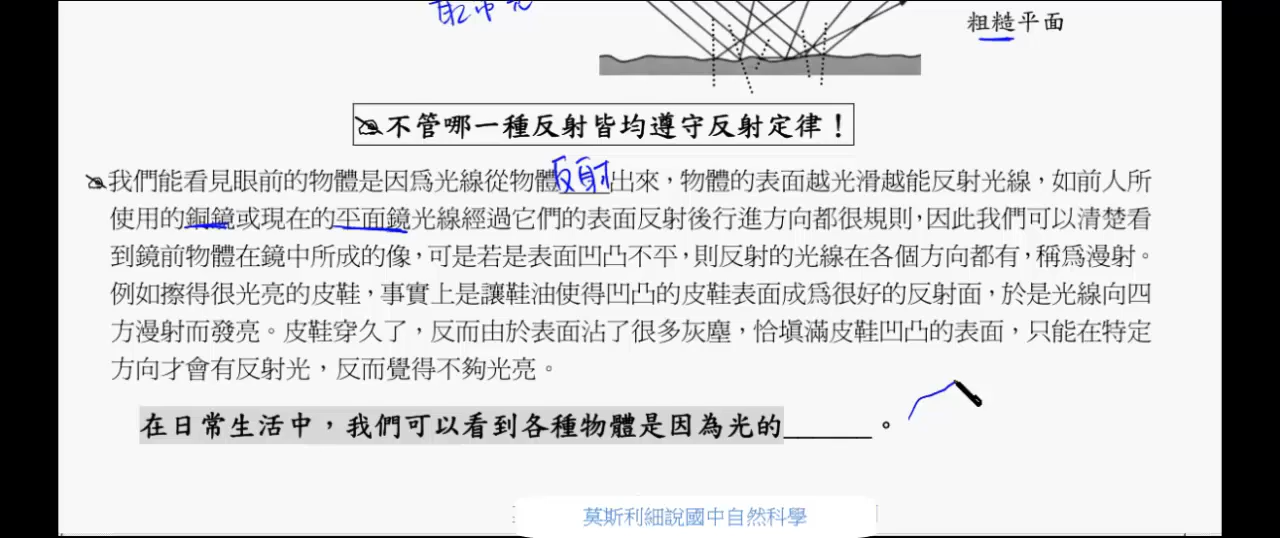 粗糙平面
不管哪一種反射皆均遵守反射定律！
我們能看見眼前的物體是因爲光線從物體反射出來，物體的表面越光滑越能反射光線，如前人所
使用的銅鏡或現在的平面鏡光線經過它們的表面反射後行進方向都很規則，因此我們可以清楚看
到鏡前物體在鏡中所成的像，可是若是表面凹凸不平，則反射的光線在各個方向都有，稱爲漫射。
例如擦得很光亮的皮鞋，事實上是讓鞋油使得凹凸的皮鞋表面成爲很好的反射面，於是光線向四
方漫射而發亮。皮鞋穿久了，反而由於表面沾了很多灰塵，恰填滿皮鞋凹凸的表面，只能在特定
方向才會有反射光，反而覺得不夠光亮。
在日常生活中，我們可以看到各種物體是因為光的______。
莫斯利細說國中自然科學